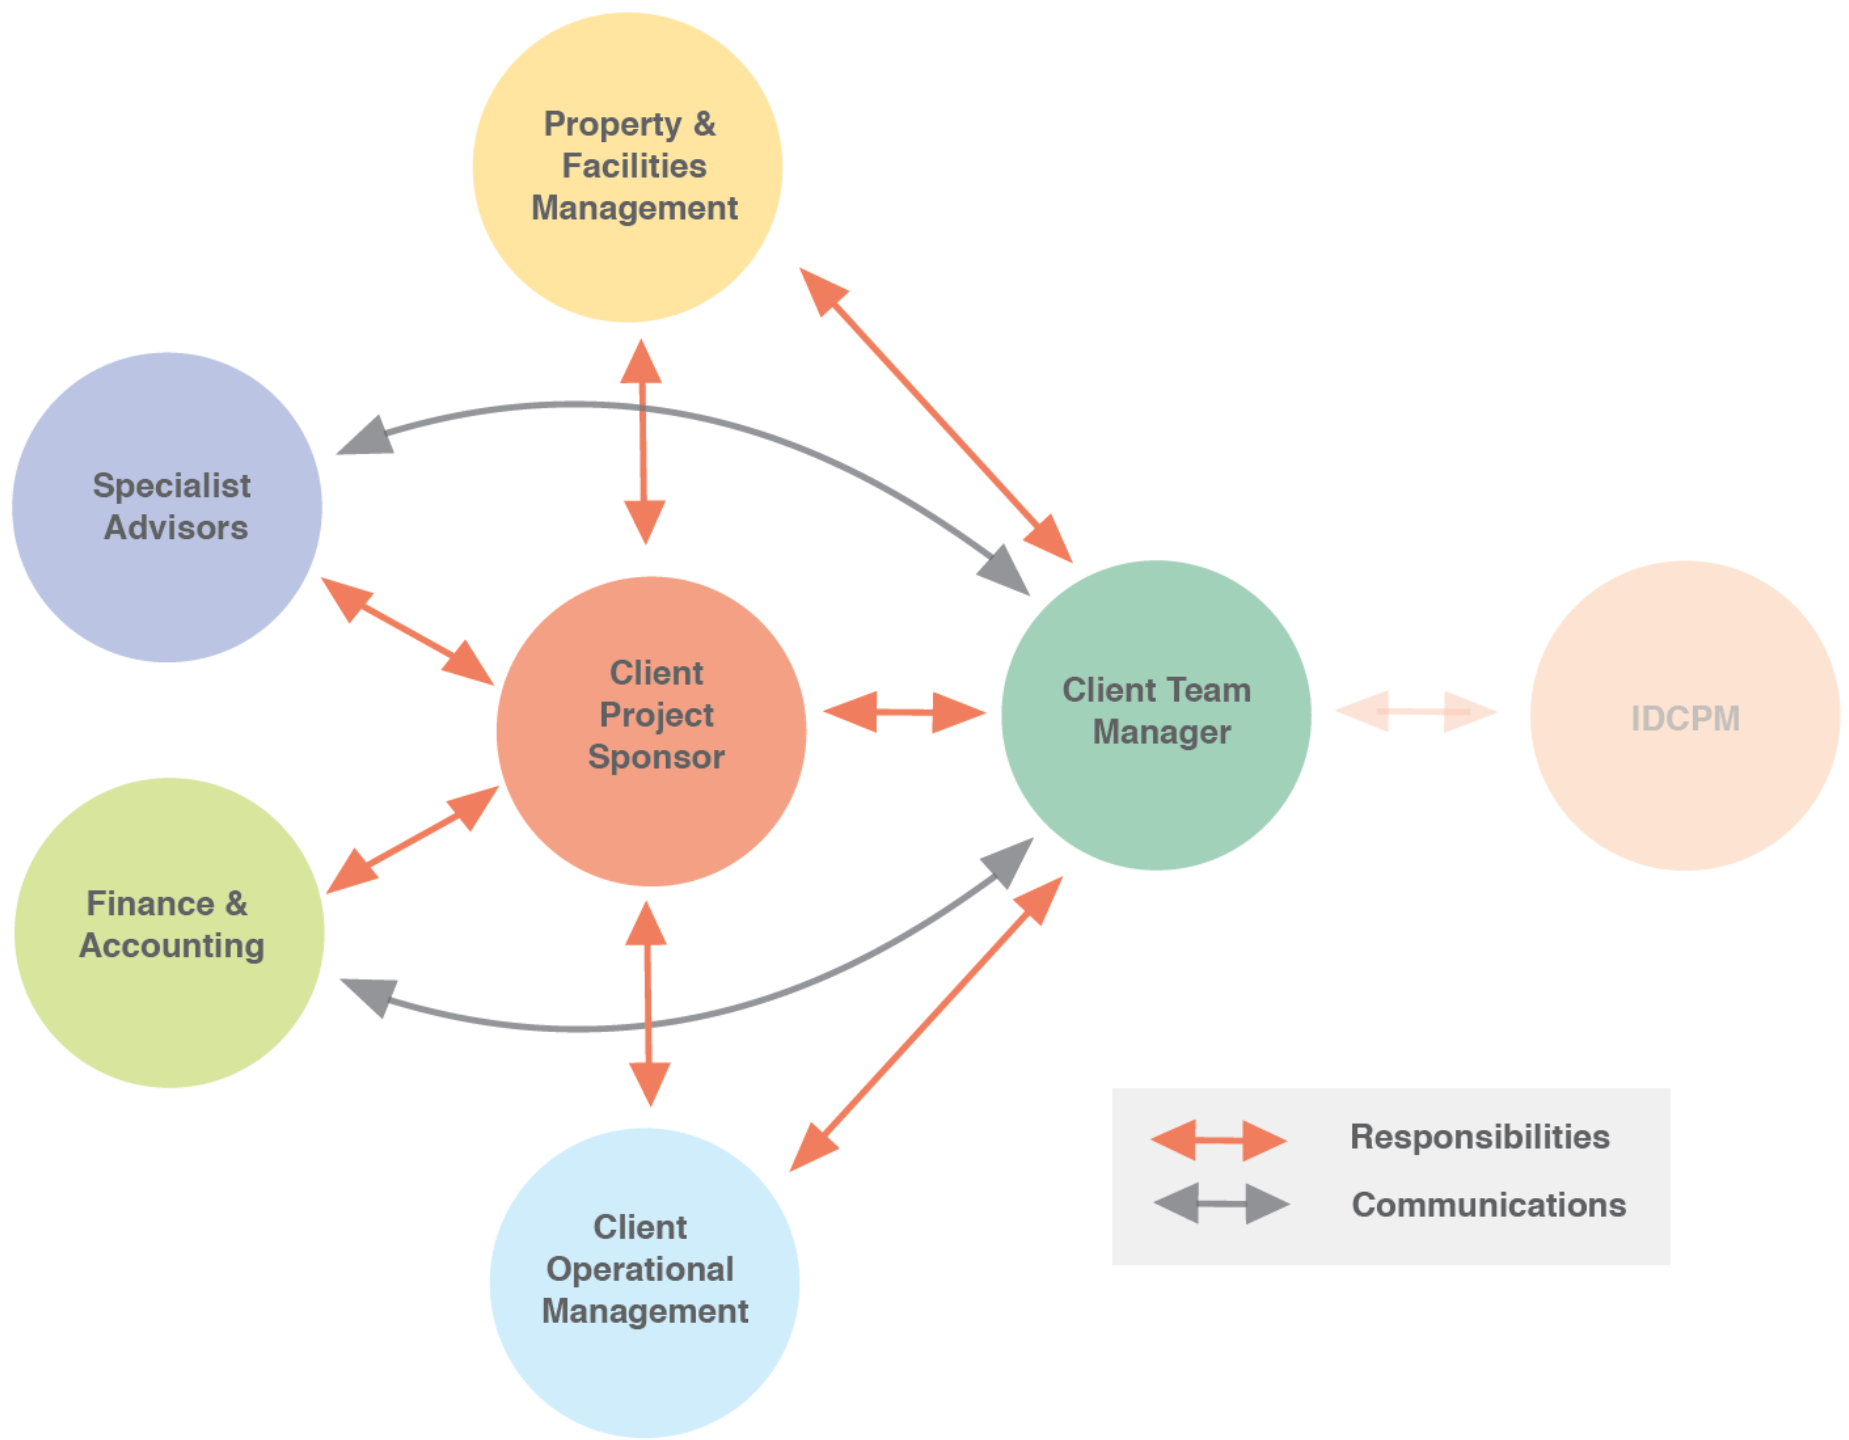 Property &
Facilities
Management
Specialist
Advisors
Client
Project
Sponsor
Client Team
Manager
IDCPM
Finance &
Accounting
Client
Operational
Management
Responsibilities
Communications